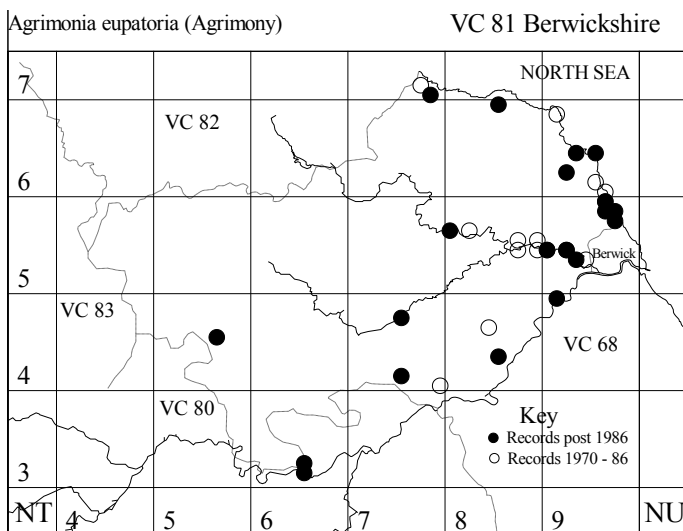 Agrimonia eupatoria (Agrimony)
VC 81 Berwickshire
NORTH SEA
7
VC 82
6
Berwick
5
VC 83
VC 68
4
VC 80
Key
Records post 1986
Records 1970 - 86
3
NT 4 5 6 7 8 9 NU